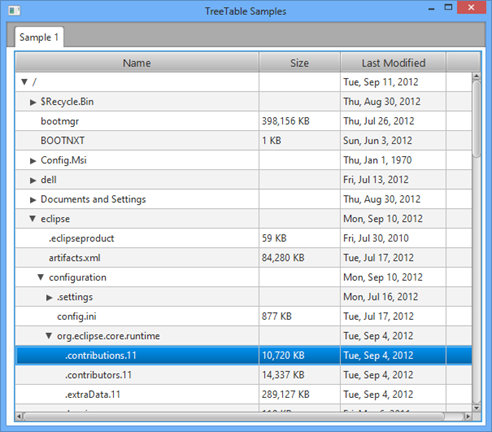 TreeTable Samples
Sample 1
Name Size Last Modified
/ Tue, Sep 11, 2012
$Recycle.Bin Thu, Aug 30, 2012
bootmgr 398,156 KB Thu, Jul 26, 2012
BOOTNXT 1 KB Sun, Jun 3, 2012
Config.Msi Thu, Jan 1, 1970
dell Fri, Jul 13, 2012
Documents and Settings Thu, Aug 30, 2012
eclipse Mon, Sep 10, 2012
.eclipseproduct 59 KB Fri, Jul 30, 2010
artifacts.xml 84,280 KB Tue, Jul 17, 2012
configuration Mon, Sep 10, 2012
.settings Mon, Jul 16, 2012
config.ini 877 KB Tue, Jul 17, 2012
org.eclipse.core.runtime Tue, Sep 4, 2012
.contributions.11 10,720 KB Tue, Sep 4, 2012
.contributors.11 14,337 KB Tue, Sep 4, 2012
.extraData.11 289,127 KB Tue, Sep 4, 2012